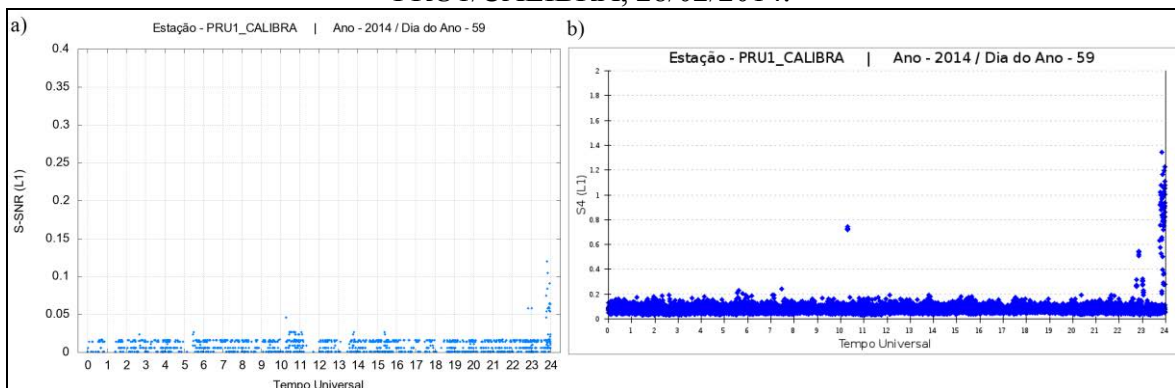 PRU1/CALIBRA, 28/02/2014.
a)
Estação - PRU1_CALIBRA | Ano - 2014 / Dia do Ano - 59
0.4
0.35
0.3
0.25
0.2
0.15
0.1
0.05
0
S-SNR (L1)
0 1 2 3 4 5 6 7 8 9 10 11 12 13 14 15 16 17 18 19 20 21 22 23 24
Tempo Universal
b)
Estação - PRU1_CALIBRA | Ano - 2014 / Dia do Ano - 59
2
1.8
1.6
1.4
1.2
1
0.8
0.6
0.4
0.2
0
S4 (L1)
0 1 2 3 4 5 6 7 8 9 10 11 12 13 14 15 16 17 18 19 20 21 22 23 24
Tempo Universal